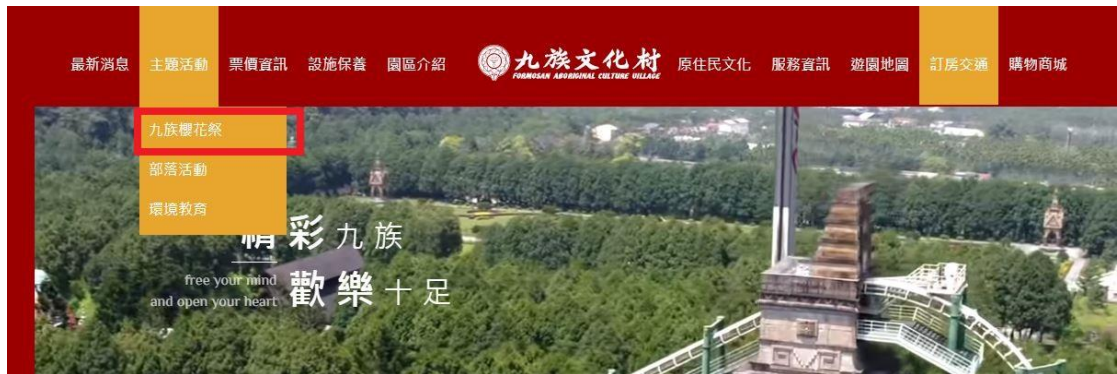 最新消息 主題活動 票價資訊 設施保養 園區介紹 九族文化村 原住民文化 服務資訊 遊園地圖 訂房交通 購物商城
FORMOSAN ABORIGINAL CULTURE VILLAGE
九族櫻花祭
部落活動
環境教育
精彩九族
free your mind
and open your heart
歡樂十足